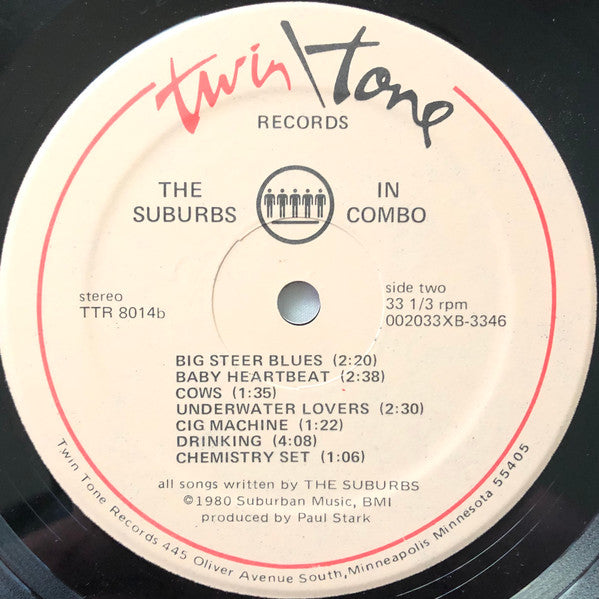 twin\tone
RECORDS
THE SUBURBS
IN COMBO
stereo
TTR 8014b
side two
33 1/3 rpm
002033XB-3346
BIG STEER BLUES (2:20)
BABY HEARTBEAT (2:38)
COWS (1:35)
UNDERWATER LOVERS (2:30)
CIG MACHINE (1:22)
DRINKING (4:08)
CHEMISTRY SET (1:06)
all songs written by THE SUBURBS
©1980 Suburban Music, BMI
produced by Paul Stark
Twin Tone Records 445 Oliver Avenue South, Minneapolis Minnesota 55405